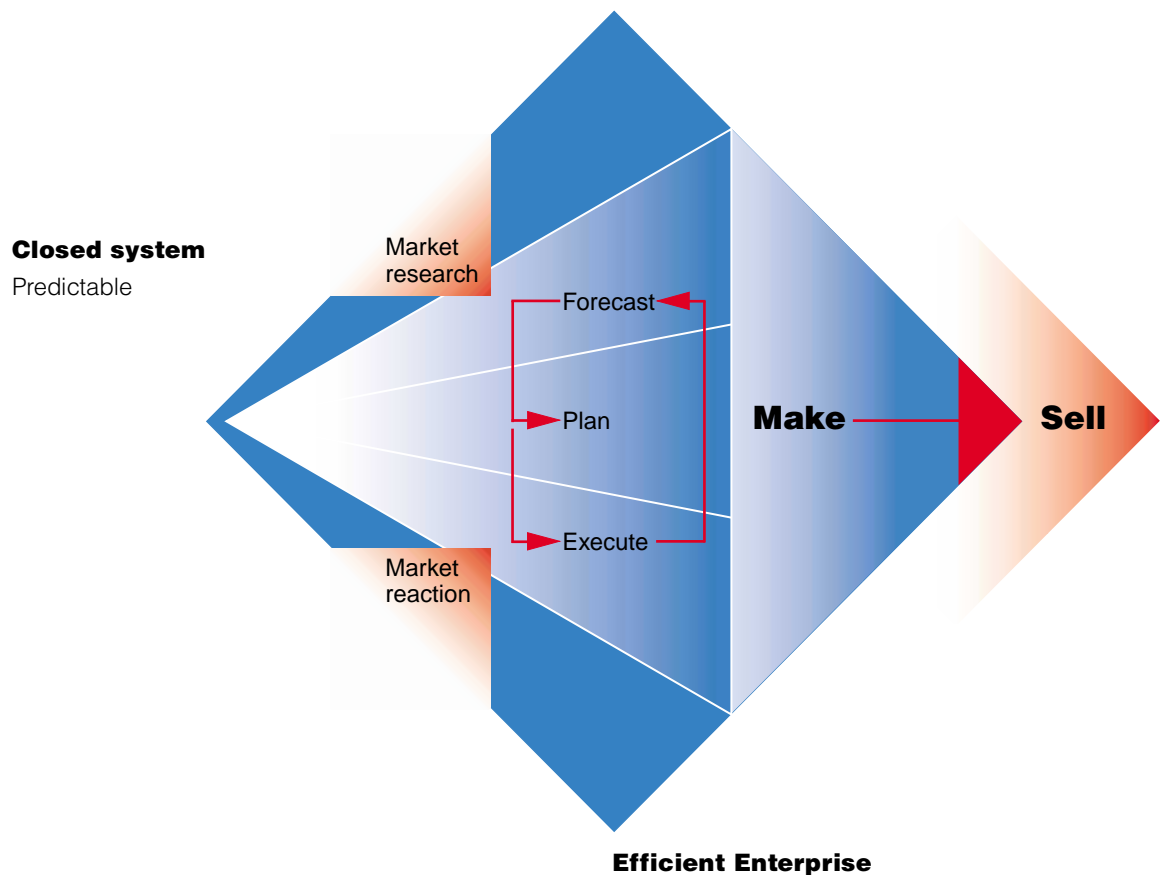 Closed system
Predictable
Market
research
Forecast
Plan
Make
Sell
Execute
Market
reaction
Efficient Enterprise